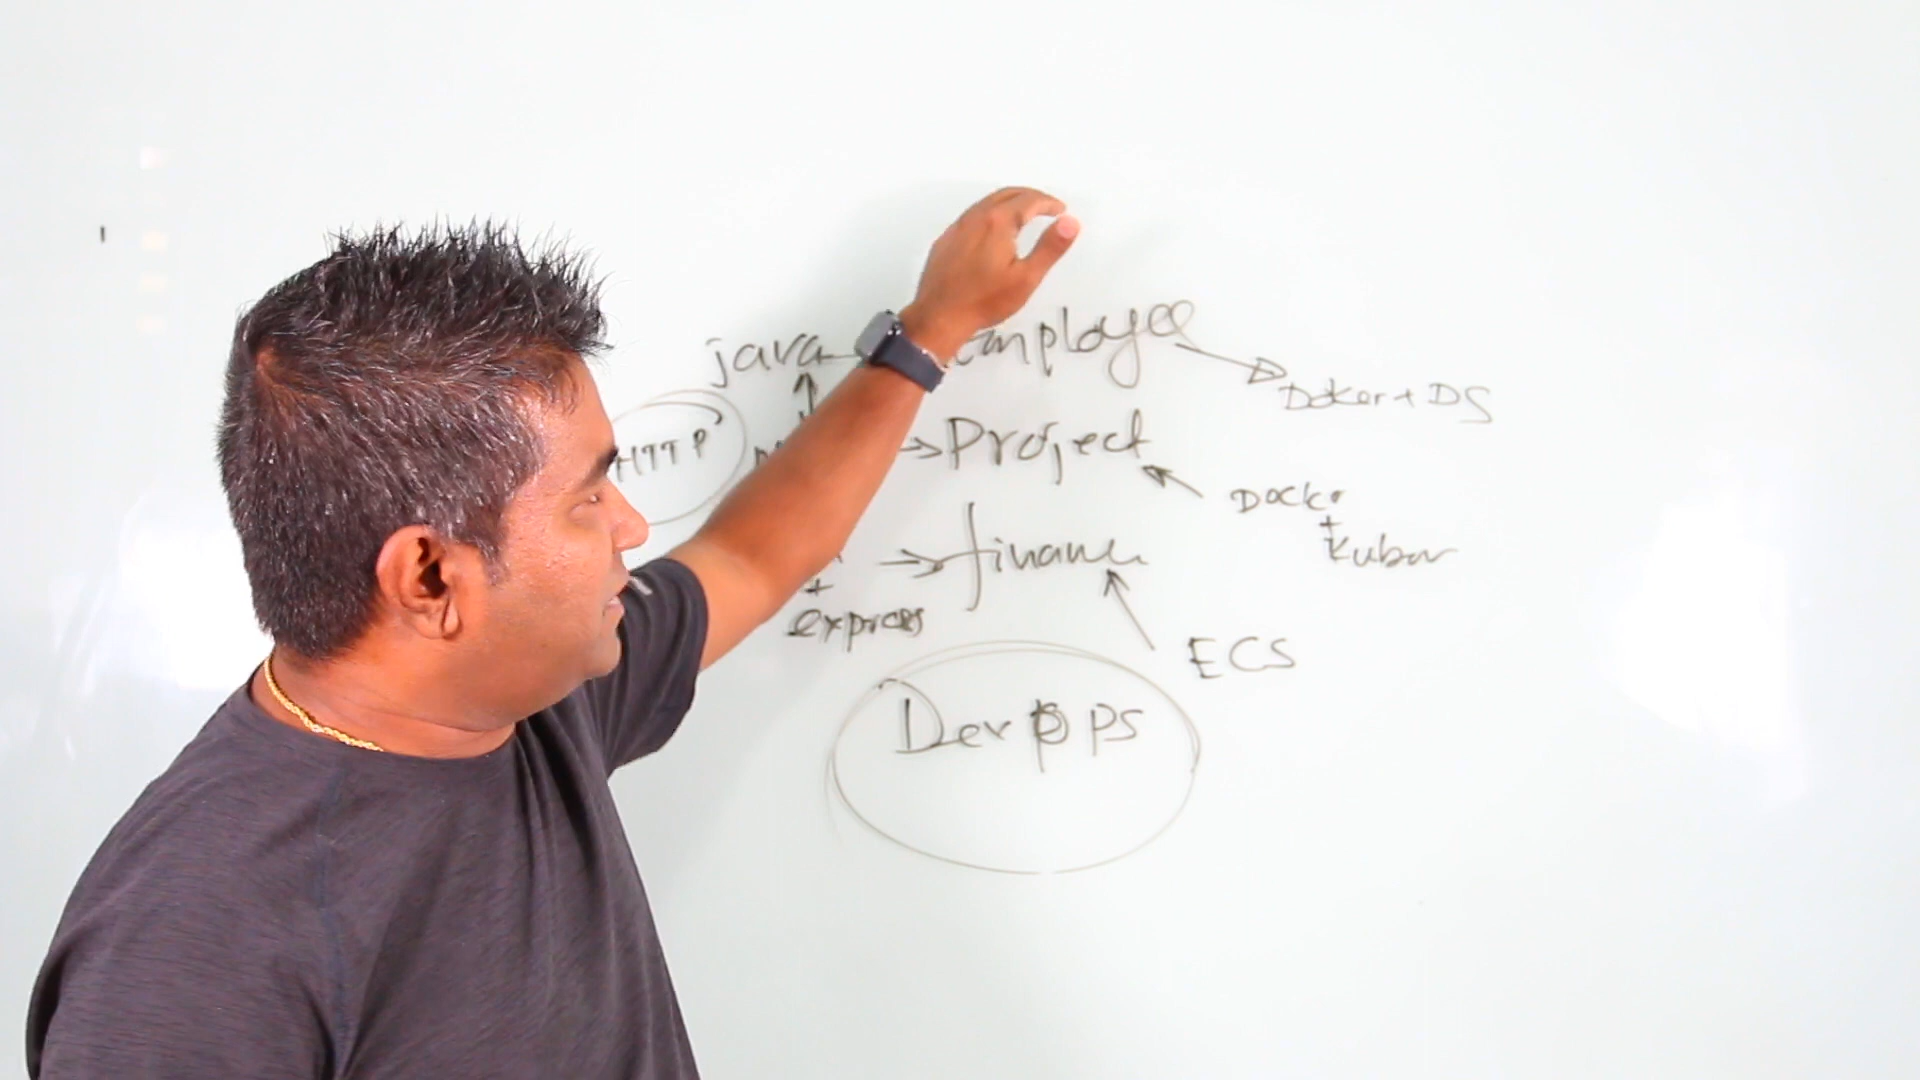 java
Employee
Docker + DS
HTTP
Project
Docker
+
Kuber
finance
+
express
ECS
DevOps